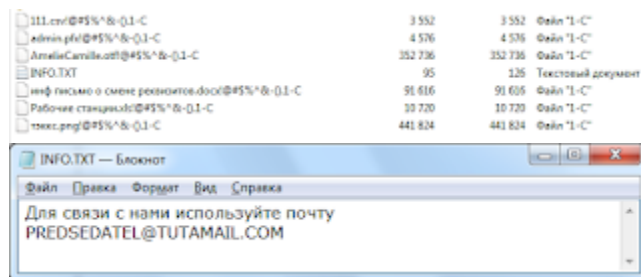 111.csv!@#$%^&-().1-C 3 552 3 552 Файл "1-C"
admin.pfx!@#$%^&-().1-C 4 576 4 576 Файл "1-C"
AmelieCamille.otf!@#$%^&-().1-C 352 736 352 736 Файл "1-C"
INFO.TXT 95 126 Текстовый документ
инф письмо о смене реквизитов.docx!@#$%^&-().1-C 91 616 91 616 Файл "1-C"
Рабочие станции.xls!@#$%^&-().1-C 10 720 10 720 Файл "1-C"
тэкс.png!@#$%^&-().1-C 441 824 441 824 Файл "1-C"
INFO.TXT — Блокнот
Файл Правка Формат Вид Справка
Для связи с нами используйте почту
PREDSEDATEL@TUTAMAIL.COM